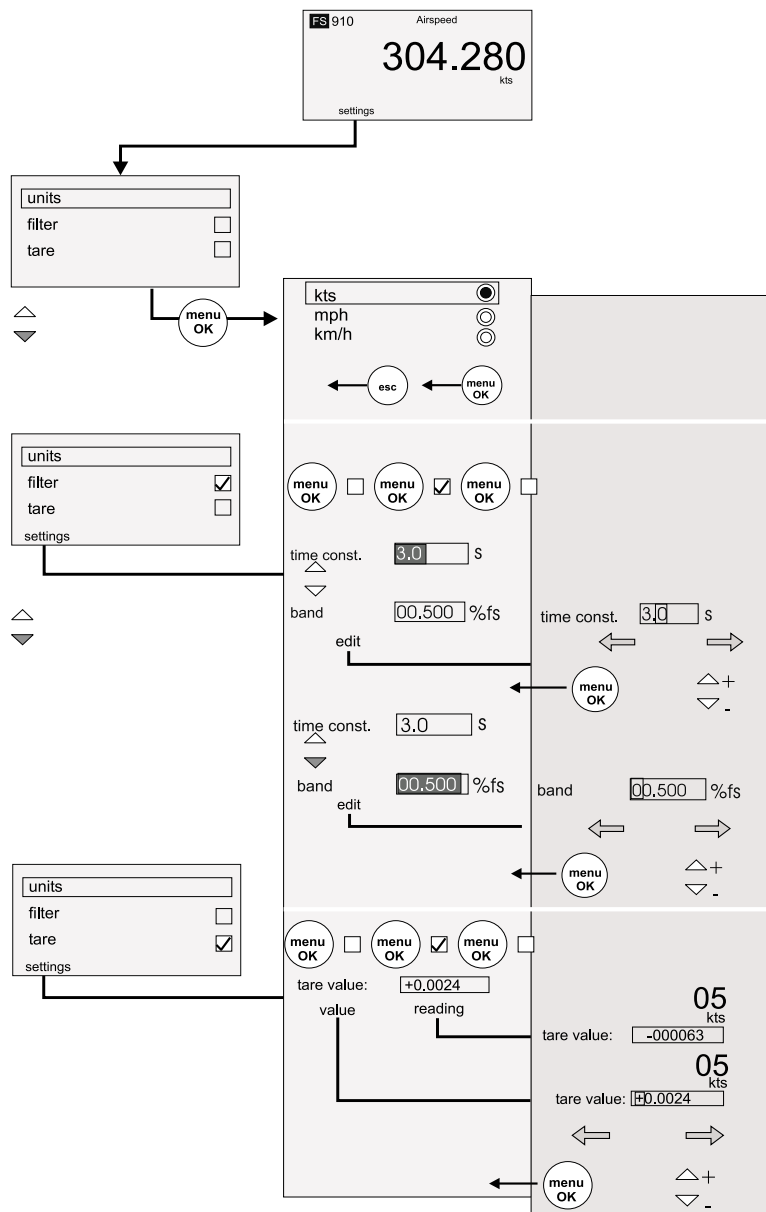 FS 910 Airspeed
304.280
kts
settings
units
filter
tare
menu OK
kts
mph
km/h
esc
menu OK
units
filter
tare
settings
menu OK
menu OK
menu OK
time const. 3.0 s
band 00.500 %fs
edit
time const. 3.0 s
menu OK
+
-
time const. 3.0 s
band 00.500 %fs
edit
band 00.500 %fs
menu OK
+
-
units
filter
tare
settings
menu OK
menu OK
menu OK
tare value: +0.0024
value reading
05
kts
tare value: -000063
05
kts
tare value: +0.0024
menu OK
+
-